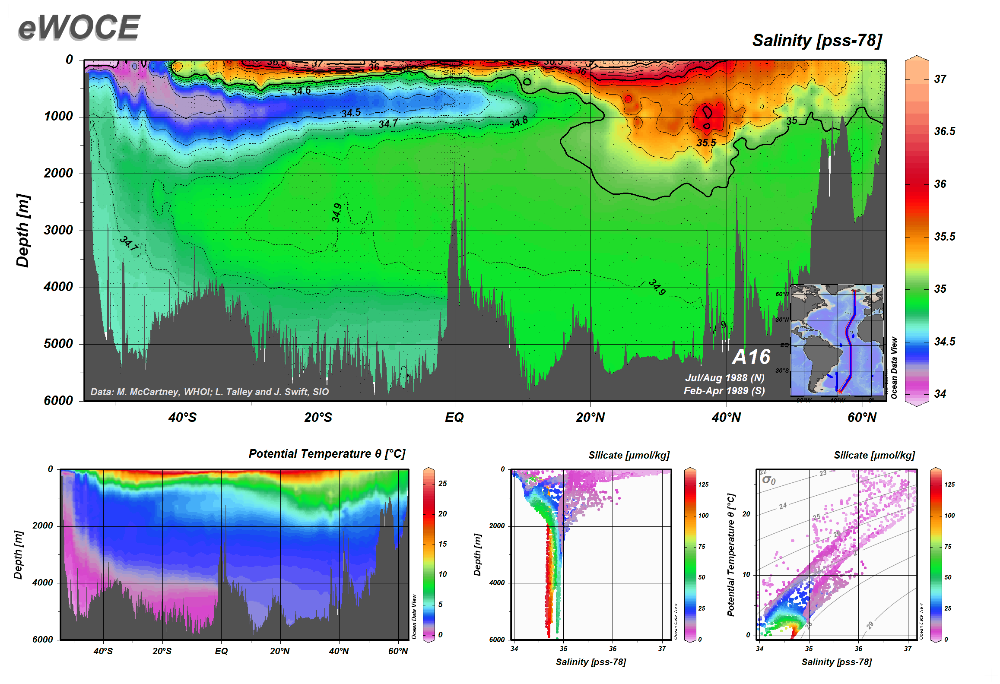 eWOCE
Salinity [pss-78]
0
1000
2000
3000
4000
5000
6000
Depth [m]
36.5
37
36
36.5
37
36
34.6
34.5
34.7
34.8
35
35.5
34.9
34.7
34.9
37
36.5
36
35.5
35
34.5
34
A16
Jul/Aug 1988 (N)
Feb-Apr 1989 (S)
Data: M. McCartney, WHOI; L. Talley and J. Swift, SIO
60°N
30°N
EQ
30°S
80°W 40°W 0°
Ocean Data View
40°S 20°S EQ 20°N 40°N 60°N
Potential Temperature θ [°C]
0
2000
4000
6000
Depth [m]
40°S 20°S EQ 20°N 40°N 60°N
25
20
15
10
5
0
Ocean Data View
Silicate [µmol/kg]
0
2000
4000
6000
Depth [m]
34 35 36 37
Salinity [pss-78]
125
100
75
50
25
0
Ocean Data View
Silicate [µmol/kg]
σ0
22
23
24
25
26
27
28
29
20
10
0
Potential Temperature θ [°C]
34 35 36 37
Salinity [pss-78]
125
100
75
50
25
0
Ocean Data View